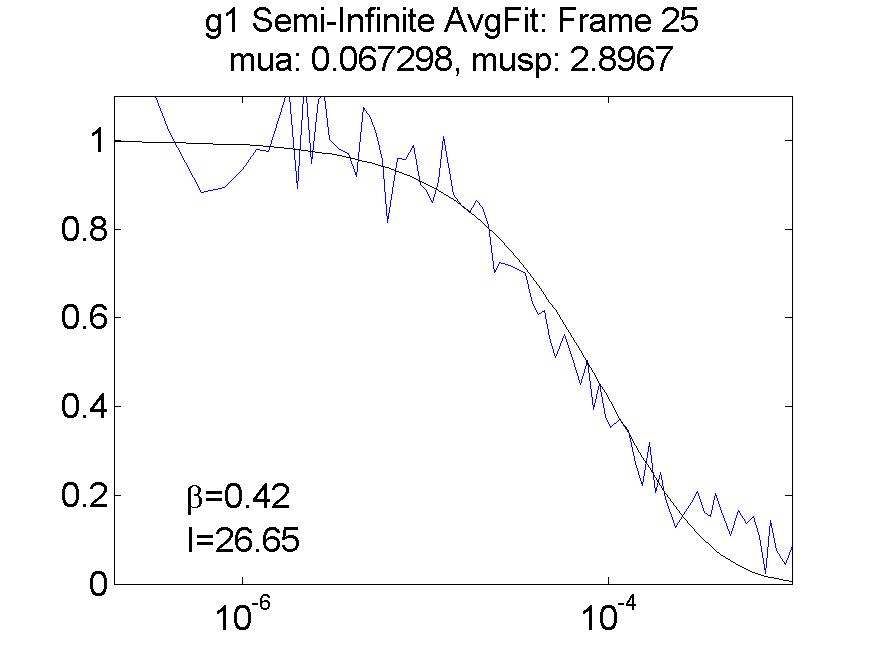 g1 Semi-Infinite AvgFit: Frame 25
mua: 0.067298, musp: 2.8967
1
0.8
0.6
0.4
0.2
0
β=0.42
I=26.65
10^-6 10^-4